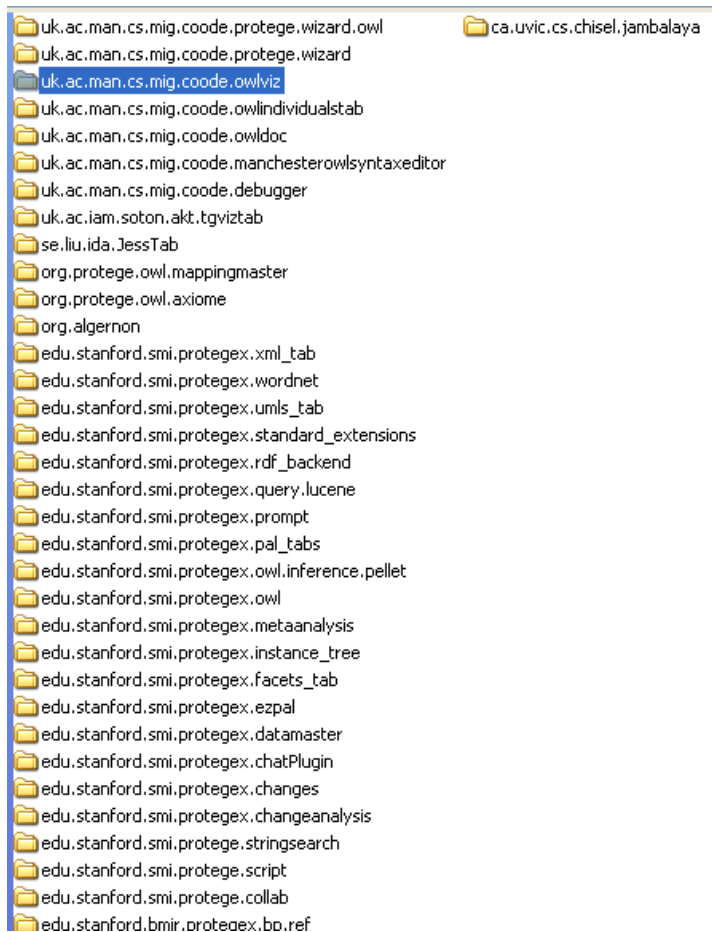 uk.ac.man.cs.mig.coode.protege.wizard.owl
uk.ac.man.cs.mig.coode.protege.wizard
uk.ac.man.cs.mig.coode.owlviz
uk.ac.man.cs.mig.coode.owlindividualstab
uk.ac.man.cs.mig.coode.owldoc
uk.ac.man.cs.mig.coode.manchesterowlsyntaxeditor
uk.ac.man.cs.mig.coode.debugger
uk.ac.iam.soton.akt.tgviztab
se.liu.ida.JessTab
org.protege.owl.mappingmaster
org.protege.owl.axiome
org.algernon
edu.stanford.smi.protegex.xml_tab
edu.stanford.smi.protegex.wordnet
edu.stanford.smi.protegex.umls_tab
edu.stanford.smi.protegex.standard_extensions
edu.stanford.smi.protegex.rdf_backend
edu.stanford.smi.protegex.query.lucene
edu.stanford.smi.protegex.prompt
edu.stanford.smi.protegex.pal_tabs
edu.stanford.smi.protegex.owl.inference.pellet
edu.stanford.smi.protegex.owl
edu.stanford.smi.protegex.metaanalysis
edu.stanford.smi.protegex.instance_tree
edu.stanford.smi.protegex.facets_tab
edu.stanford.smi.protegex.ezpal
edu.stanford.smi.protegex.datamaster
edu.stanford.smi.protegex.chatPlugin
edu.stanford.smi.protegex.changes
edu.stanford.smi.protegex.changeanalysis
edu.stanford.smi.protege.stringsearch
edu.stanford.smi.protege.script
edu.stanford.smi.protege.collab
edu.stanford.bmir.protegex.bp.ref
ca.uvic.cs.chisel.jambalaya